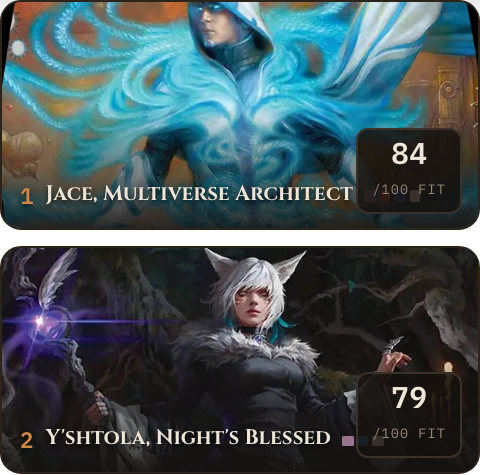 84
/100 FIT
1 Jace, Multiverse Architect
79
/100 FIT
2 Y'shtola, Night's Blessed